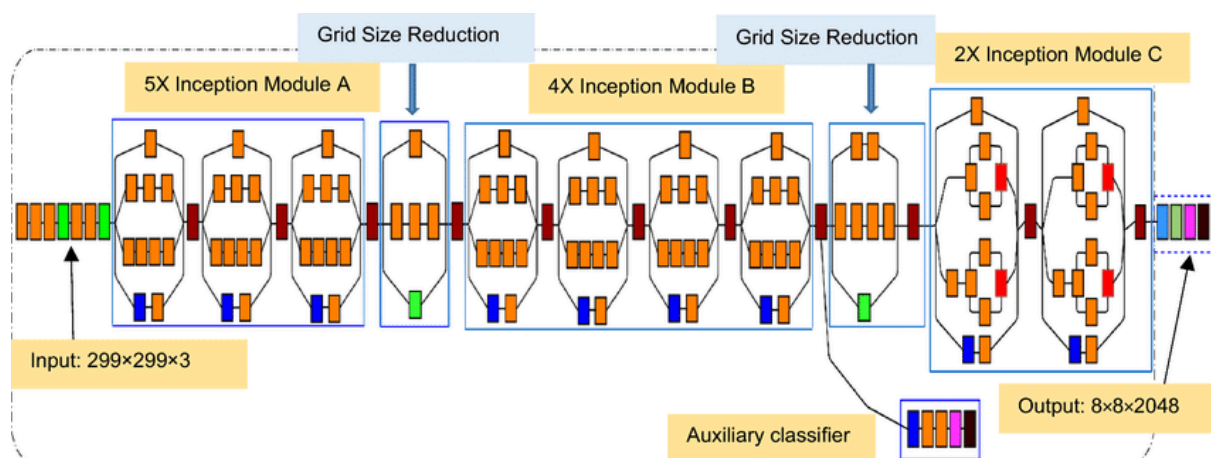 Grid Size Reduction
Grid Size Reduction
5X Inception Module A
4X Inception Module B
2X Inception Module C
Input: 299×299×3
Output: 8×8×2048
Auxiliary classifier